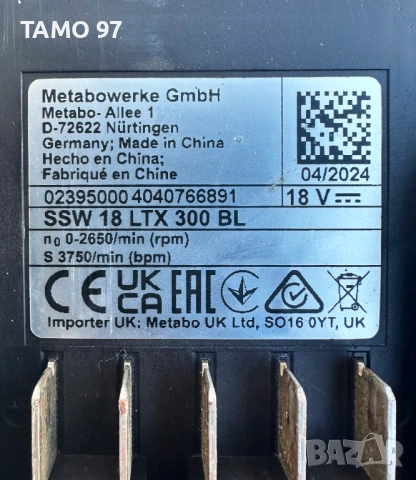 TAMO 97
Metabowerke GmbH
Metabo- Allee 1
D-72622 Nürtingen
Germany; Made in China
Hecho en China;
Fabriqué en Chine
04/2024
02395000 4040766891 18 V
SSW 18 LTX 300 BL
n0 0-2650/min (rpm)
S 3750/min (bpm)
CE UK CA EAC
Importer UK: Metabo UK Ltd, SO16 0YT, UK
BAZAR